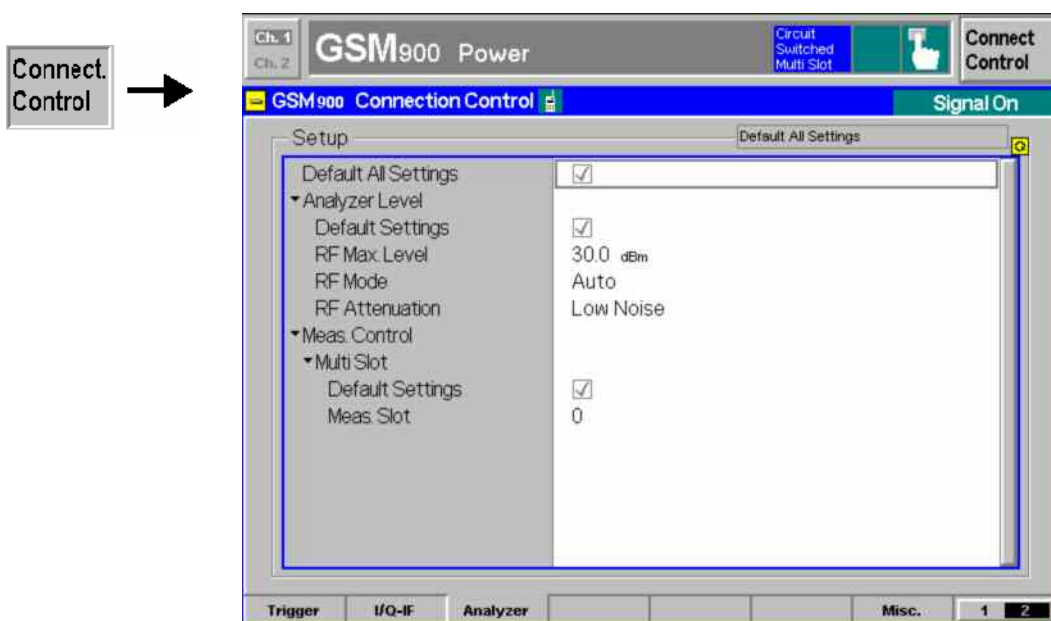 Connect.
Control
Ch. 1
Ch. 2
GSM900 Power
Circuit
Switched
Multi Slot
Connect
Control
GSM900 Connection Control
Signal On
Setup
Default All Settings
Default All Settings
Analyzer Level
Default Settings
RF Max. Level 30.0 dBm
RF Mode Auto
RF Attenuation Low Noise
Meas. Control
Multi Slot
Default Settings
Meas. Slot 0
Trigger I/Q-IF Analyzer Misc. 1 2